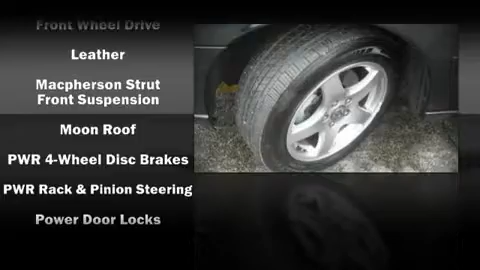 Front Wheel Drive
Leather
Macpherson Strut
Front Suspension
Moon Roof
PWR 4-Wheel Disc Brakes
PWR Rack & Pinion Steering
Power Door Locks